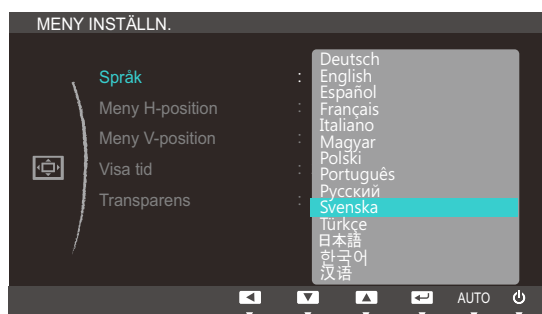 MENY INSTÄLLN.
Språk :
Meny H-position :
Meny V-position :
Visa tid :
Transparens :
Deutsch
English
Español
Français
Italiano
Magyar
Polski
Português
Русский
Svenska
Türkçe
日本語
한국어
汉语
AUTO